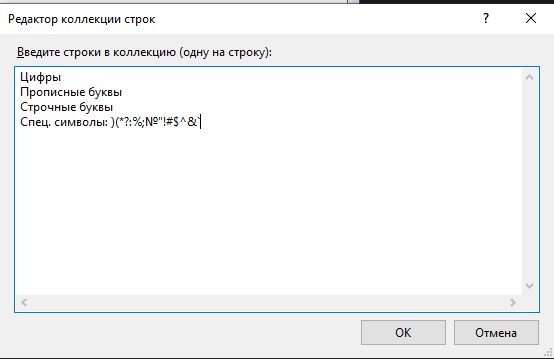 Редактор коллекции строк
?
Введите строки в коллекцию (одну на строку):
Цифры
Прописные буквы
Строчные буквы
Спец. символы: )(*?:%;№"!#$^&`
OK
Отмена